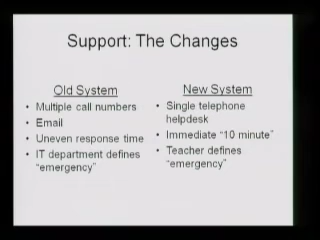 Support: The Changes
Old System
• Multiple call numbers
• Email
• Uneven response time
• IT department defines
"emergency"
New System
• Single telephone
helpdesk
• Immediate "10 minute"
• Teacher defines
"emergency"